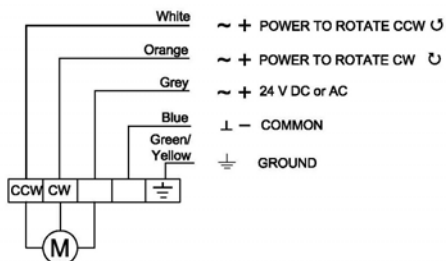 White ~ + POWER TO ROTATE CCW ↺
Orange ~ + POWER TO ROTATE CW ↻
Grey ~ + 24 V DC or AC
Blue ⊥ − COMMON
Green/
Yellow ⏚ GROUND
CCW CW ⏚
M